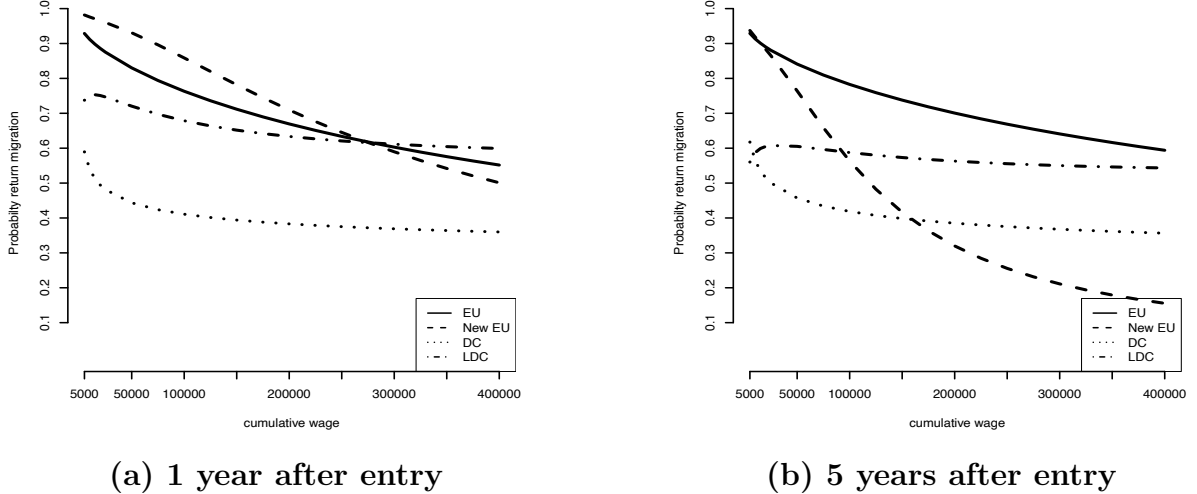 1.0
0.9
0.8
0.7
0.6
0.5
0.4
0.3
0.2
0.1
Probabilty return migration
EU
New EU
DC
LDC
5000 50000 100000 200000 300000 400000
cumulative wage
(a) 1 year after entry
1.0
0.9
0.8
0.7
0.6
0.5
0.4
0.3
0.2
0.1
Probabilty return migration
EU
New EU
DC
LDC
5000 50000 100000 200000 300000 400000
cumulative wage
(b) 5 years after entry